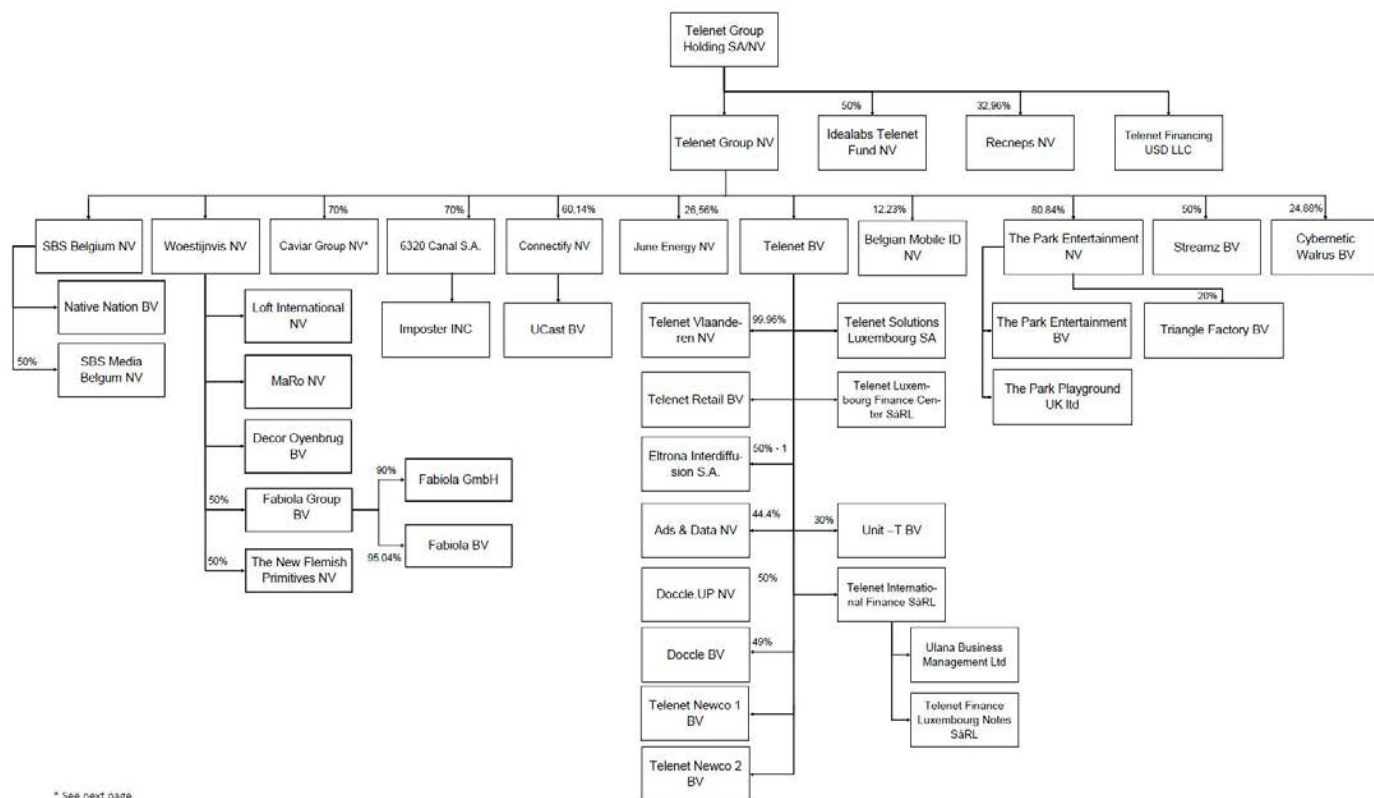 Telenet Group
Holding SA/NV
50%
32,96%
Telenet Group NV
Idealabs Telenet
Fund NV
Recneps NV
Telenet Financing
USD LLC
70%
70%
60,14%
26,56%
12.23%
80.84%
50%
24.88%
SBS Belgium NV
Woestijnvis NV
Caviar Group NV*
6320 Canal S.A.
Connectify NV
June Energy NV
Telenet BV
Belgian Mobile ID
NV
The Park Entertainment
NV
Streamz BV
Cybernetic
Walrus BV
Native Nation BV
50%
SBS Media
Belgum NV
Loft International
NV
MaRo NV
Decor Oyenbrug
BV
50%
Fabiola Group
BV
90%
Fabiola GmbH
95.04%
Fabiola BV
50%
The New Flemish
Primitives NV
Imposter INC
UCast BV
Telenet Vlaande-
ren NV
99.96%
Telenet Solutions
Luxembourg SA
Telenet Retail BV
Telenet Luxem-
bourg Finance Cen-
ter SàRL
Eltrona Interdiffu-
sion S.A.
50% - 1
Ads & Data NV
44.4%
30%
Unit –T BV
Doccle.UP NV
50%
Telenet Internatio-
nal Finance SàRL
Doccle BV
49%
Ulana Business
Management Ltd
Telenet Newco 1
BV
Telenet Finance
Luxembourg Notes
SàRL
Telenet Newco 2
BV
20%
The Park Entertainment
BV
Triangle Factory BV
The Park Playground
UK ltd
* See next page